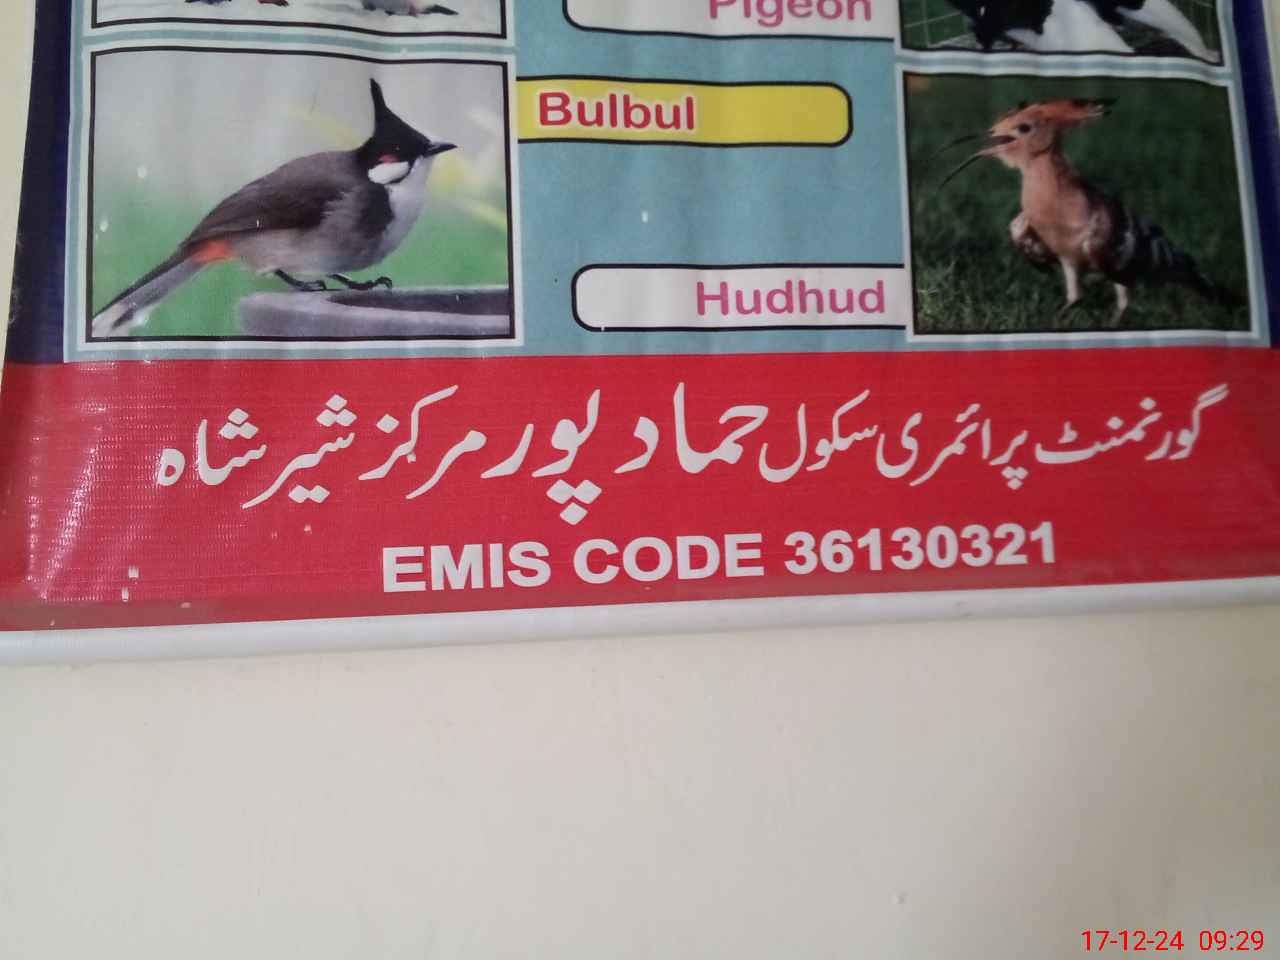 Pigeon
Bulbul
Hudhud
گورنمنٹ پرائمری سکول حماد پور مرکز شیر شاہ
EMIS CODE 36130321
17-12-24 09:29